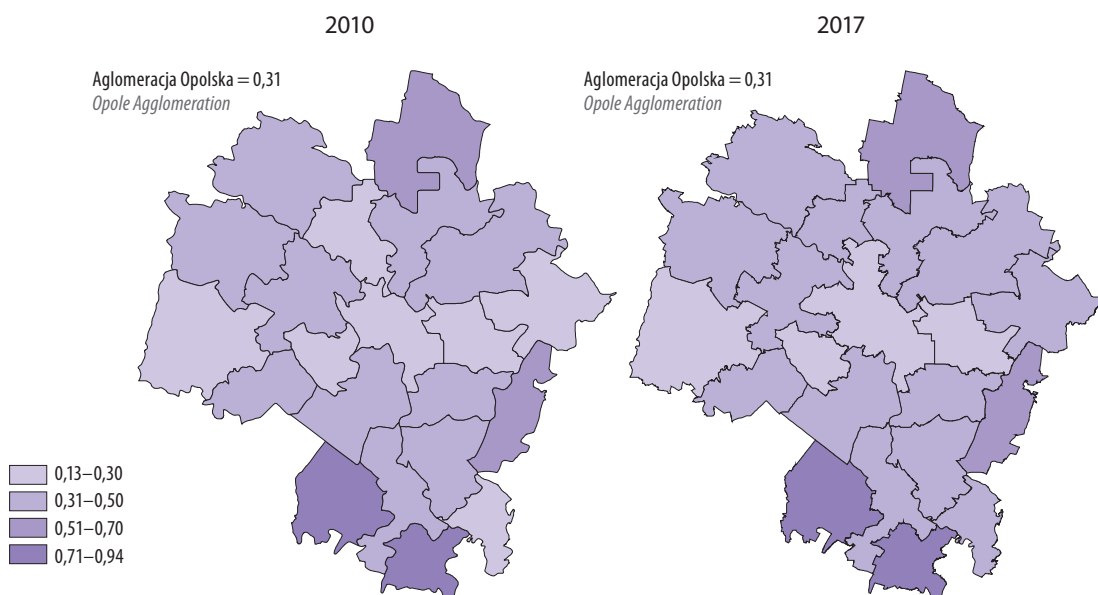 2010
2017
Aglomeracja Opolska = 0,31
Opole Agglomeration
Aglomeracja Opolska = 0,31
Opole Agglomeration
0,13–0,30
0,31–0,50
0,51–0,70
0,71–0,94